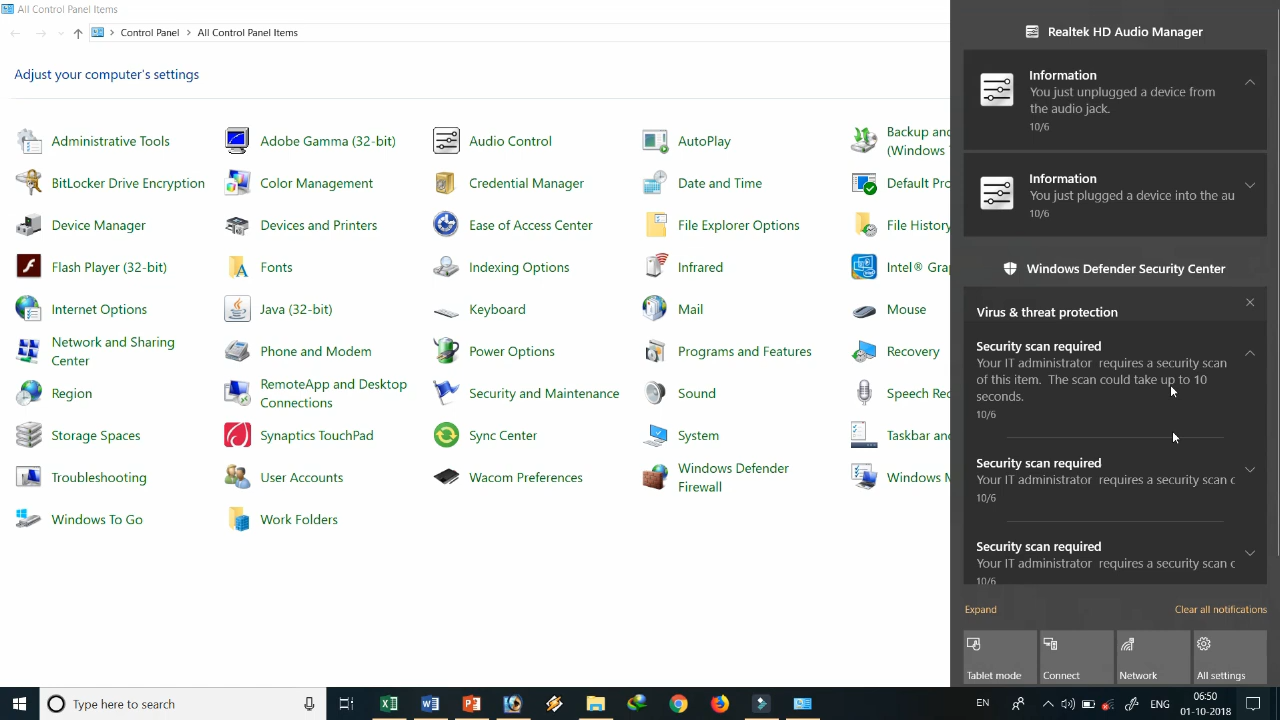 All Control Panel Items
Control Panel > All Control Panel Items
Adjust your computer's settings
Administrative Tools
Adobe Gamma (32-bit)
Audio Control
AutoPlay
Backup and
(Windows
BitLocker Drive Encryption
Color Management
Credential Manager
Date and Time
Default Pro
Device Manager
Devices and Printers
Ease of Access Center
File Explorer Options
File History
Flash Player (32-bit)
Fonts
Indexing Options
Infrared
Intel® Gra
Internet Options
Java (32-bit)
Keyboard
Mail
Mouse
Network and Sharing
Center
Phone and Modem
Power Options
Programs and Features
Recovery
Region
RemoteApp and Desktop
Connections
Security and Maintenance
Sound
Speech Rec
Storage Spaces
Synaptics TouchPad
Sync Center
System
Taskbar and
Troubleshooting
User Accounts
Wacom Preferences
Windows Defender
Firewall
Windows M
Windows To Go
Work Folders
Realtek HD Audio Manager
Information
You just unplugged a device from
the audio jack.
10/6
Information
You just plugged a device into the au
10/6
Windows Defender Security Center
Virus & threat protection
Security scan required
Your IT administrator requires a security scan
of this item. The scan could take up to 10
seconds.
10/6
Security scan required
Your IT administrator requires a security scan c
10/6
Security scan required
Your IT administrator requires a security scan c
10/6
Expand
Clear all notifications
Tablet mode
Connect
Network
All settings
Type here to search
EN
ENG
06:50
01-10-2018